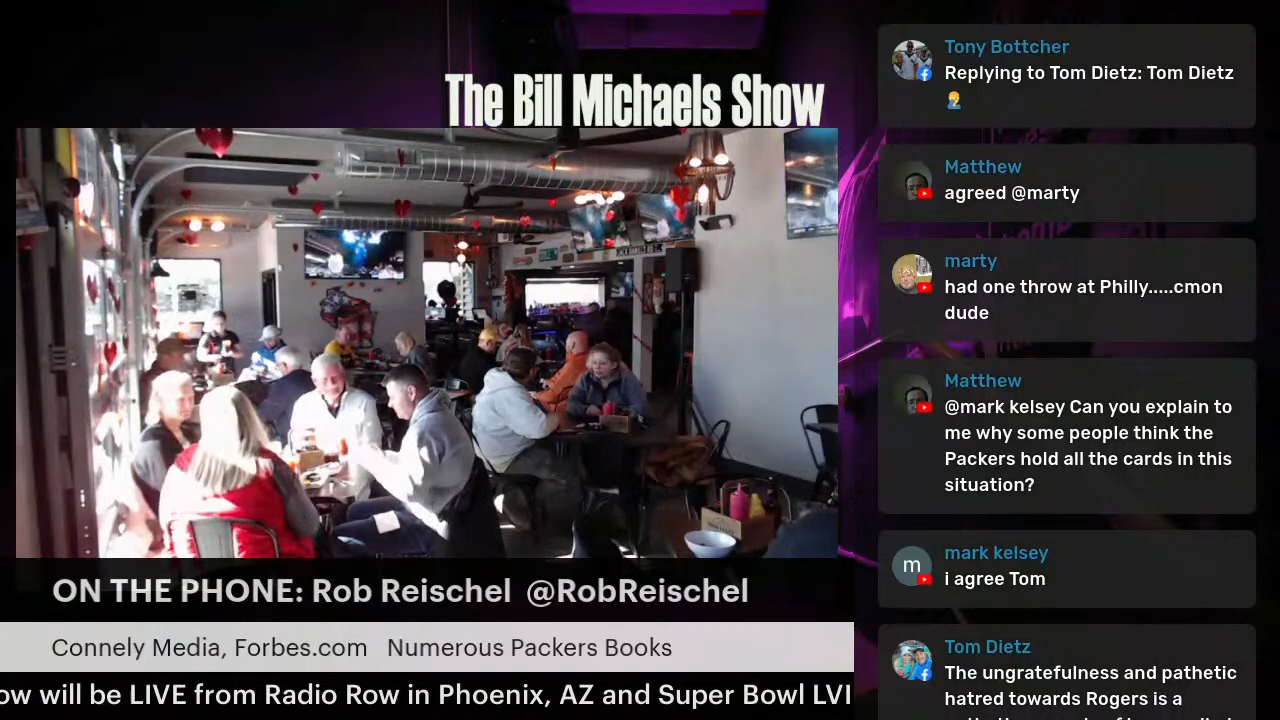 The Bill Michaels Show
ON THE PHONE: Rob Reischel @RobReischel
Connely Media, Forbes.com Numerous Packers Books
ow will be LIVE from Radio Row in Phoenix, AZ and Super Bowl LVI
Tony Bottcher
Replying to Tom Dietz: Tom Dietz
🤦‍♂️
Matthew
agreed @marty
marty
had one throw at Philly.....cmon
dude
Matthew
@mark kelsey Can you explain to
me why some people think the
Packers hold all the cards in this
situation?
m
mark kelsey
i agree Tom
Tom Dietz
The ungratefulness and pathetic
hatred towards Rogers is a